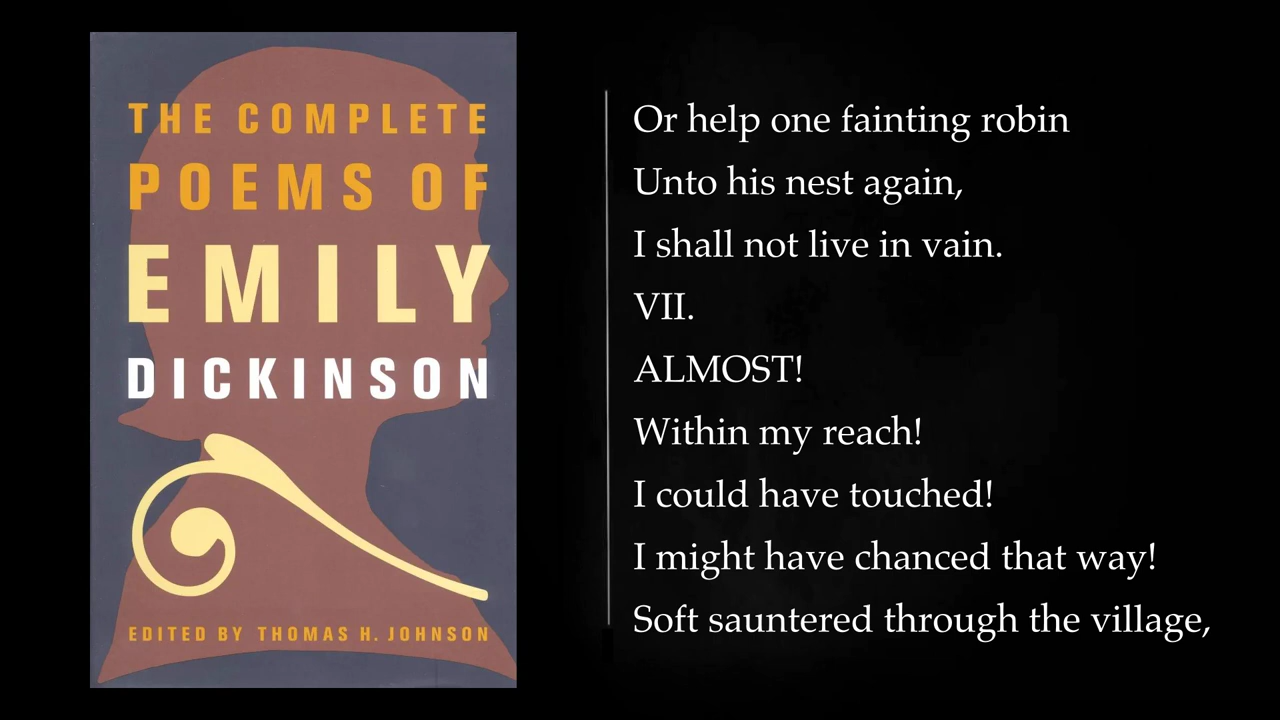 THE COMPLETE
POEMS OF
EMILY
DICKINSON
EDITED BY THOMAS H. JOHNSON
Or help one fainting robin
Unto his nest again,
I shall not live in vain.
VII.
ALMOST!
Within my reach!
I could have touched!
I might have chanced that way!
Soft sauntered through the village,